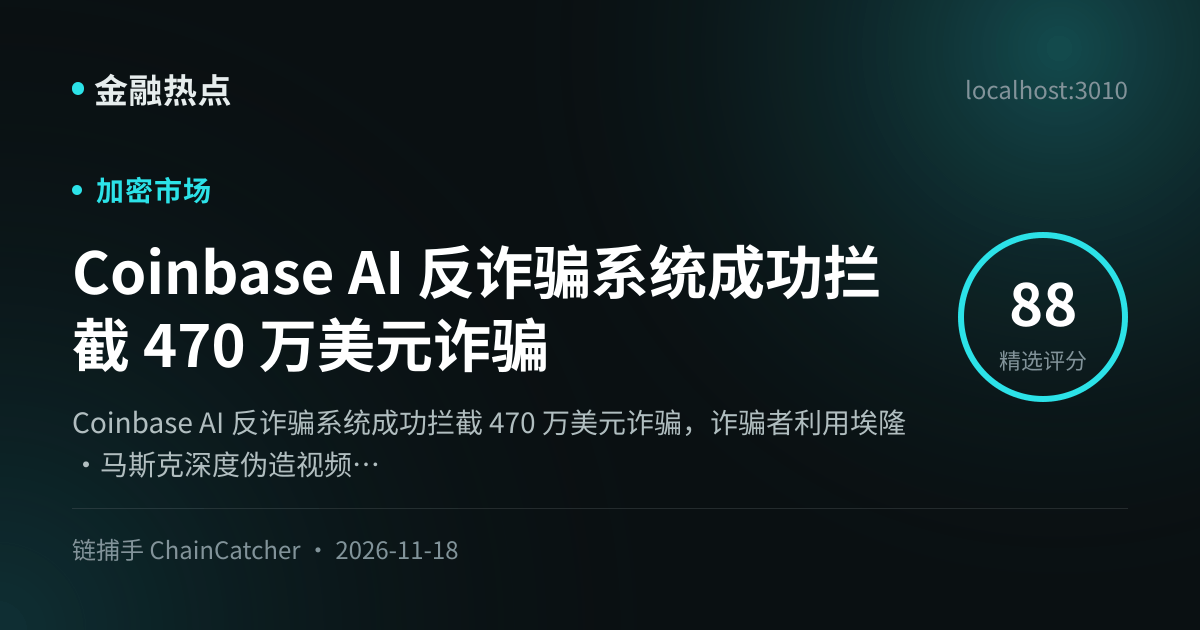 金融热点
localhost:3010
加密市场
Coinbase AI 反诈骗系统成功拦
截 470 万美元诈骗
88
精选评分
Coinbase AI 反诈骗系统成功拦截 470 万美元诈骗，诈骗者利用埃隆
・马斯克深度伪造视频…
链捕手 ChainCatcher · 2026-11-18